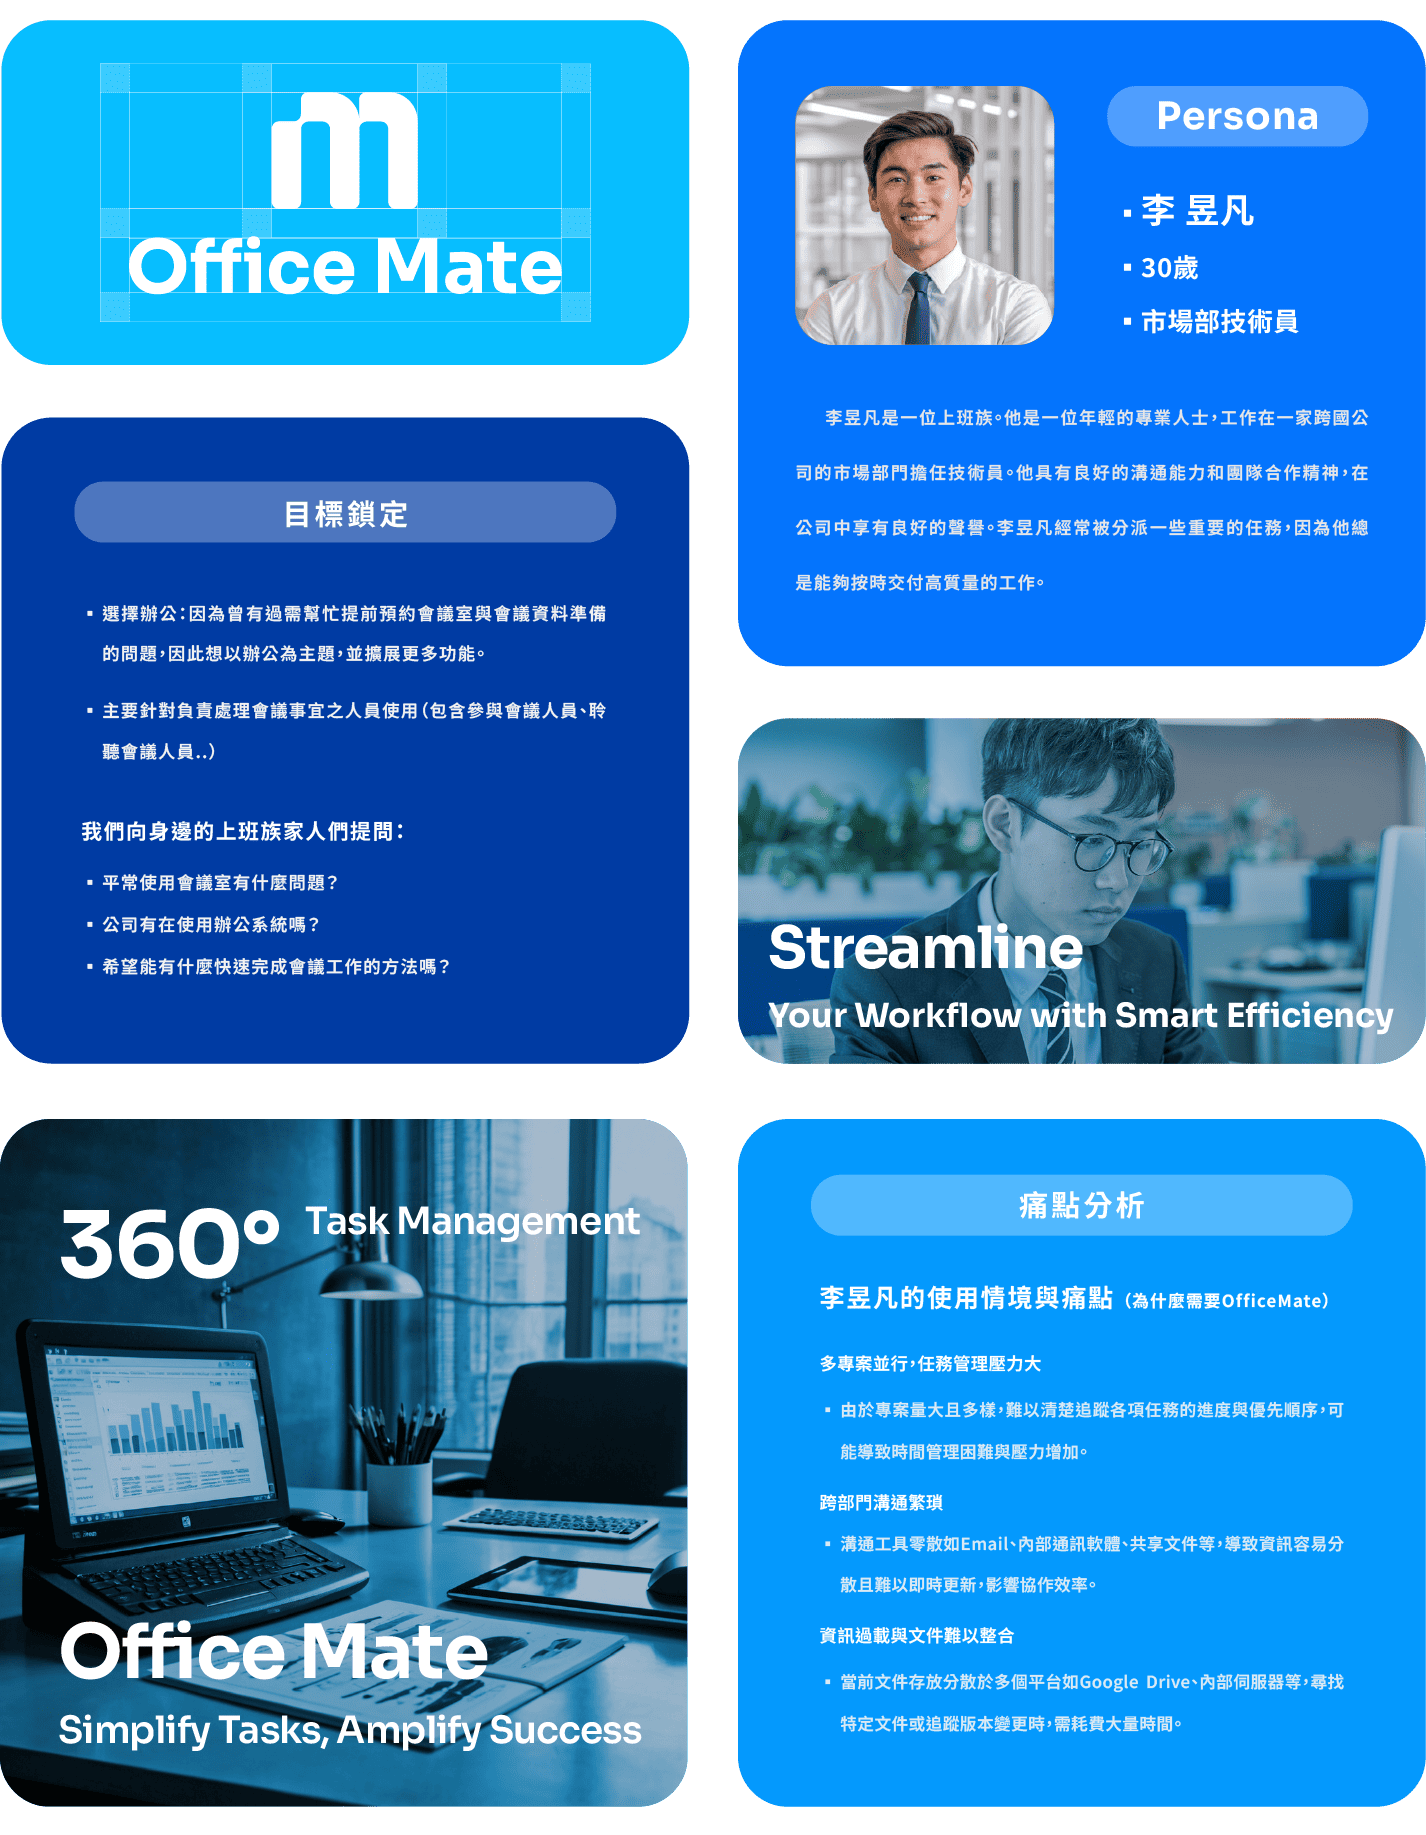 Office Mate
Persona
▪ 李 昱凡
▪ 30歲
▪ 市場部技術員
李昱凡是一位上班族。他是一位年輕的專業人士，工作在一家跨國公
司的市場部門擔任技術員。他具有良好的溝通能力和團隊合作精神，在
公司中享有良好的聲譽。李昱凡經常被分派一些重要的任務，因為他總
是能夠按時交付高質量的工作。
目標鎖定
▪ 選擇辦公：因為曾有過需幫忙提前預約會議室與會議資料準備
的問題，因此想以辦公為主題，並擴展更多功能。
▪ 主要針對負責處理會議事宜之人員使用（包含參與會議人員、聆
聽會議人員..）
我們向身邊的上班族家人們提問：
▪ 平常使用會議室有什麼問題？
▪ 公司有在使用辦公系統嗎？
▪ 希望能有什麼快速完成會議工作的方法嗎？
Streamline
Your Workflow with Smart Efficiency
360°
Task Management
Office Mate
Simplify Tasks, Amplify Success
痛點分析
李昱凡的使用情境與痛點（為什麼需要OfficeMate）
多專案並行，任務管理壓力大
▪ 由於專案量大且多樣，難以清楚追蹤各項任務的進度與優先順序，可
能導致時間管理困難與壓力增加。
跨部門溝通繁瑣
▪ 溝通工具零散如Email、內部通訊軟體、共享文件等，導致資訊容易分
散且難以即時更新，影響協作效率。
資訊過載與文件難以整合
▪ 當前文件存放分散於多個平台如Google Drive、內部伺服器等，尋找
特定文件或追蹤版本變更時，需耗費大量時間。